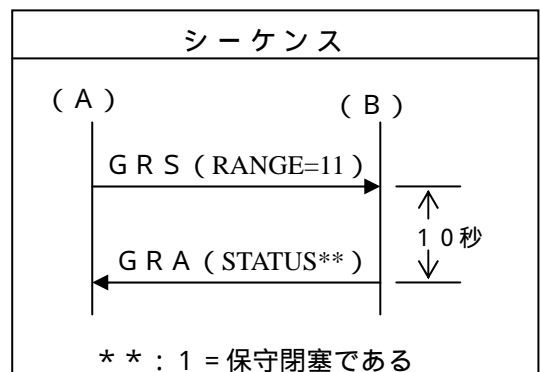 シーケンス
（A） （B）
ＧＲＳ（RANGE=11）
１０秒
ＧＲＡ（STATUS**）
＊＊：１＝保守閉塞である